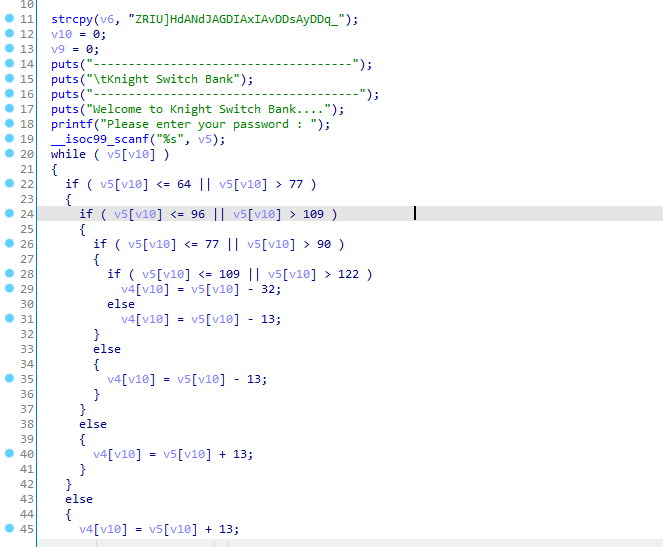 10
11 strcpy(v6, "ZRIU]HdANdJAGDIAxIAvDDsAyDDq_");
12 v10 = 0;
13 v9 = 0;
14 puts("------------------------------------");
15 puts("\tKnight Switch Bank");
16 puts("-------------------------------------");
17 puts("Welcome to Knight Switch Bank....");
18 printf("Please enter your password : ");
19 __isoc99_scanf("%s", v5);
20 while ( v5[v10] )
21 {
22 if ( v5[v10] <= 64 || v5[v10] > 77 )
23 {
24 if ( v5[v10] <= 96 || v5[v10] > 109 )
25 {
26 if ( v5[v10] <= 77 || v5[v10] > 90 )
27 {
28 if ( v5[v10] <= 109 || v5[v10] > 122 )
29 v4[v10] = v5[v10] - 32;
30 else
31 v4[v10] = v5[v10] - 13;
32 }
33 else
34 {
35 v4[v10] = v5[v10] - 13;
36 }
37 }
38 else
39 {
40 v4[v10] = v5[v10] + 13;
41 }
42 }
43 else
44 {
45 v4[v10] = v5[v10] + 13;